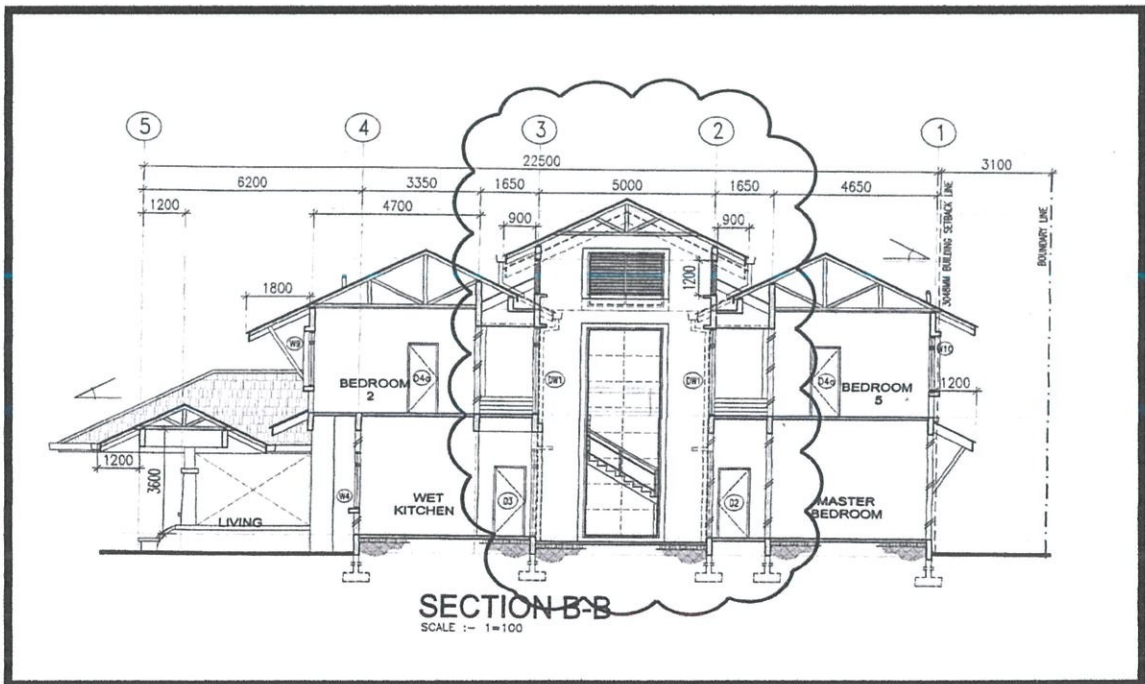 5 4 3 2 1
22500 3100
6200 3350 1650 5000 1650 4650
1200 4700 900 900
3048MM BUILDING SETBACK LINE
BOUNDARY LINE
1200
1800
W9 D4a DW1 DW1 D4a W10
BEDROOM
2
BEDROOM
5
1200
1200
3600
W4 D3 D2
WET
KITCHEN
MASTER
BEDROOM
LIVING
SECTION B-B
SCALE :- 1=100